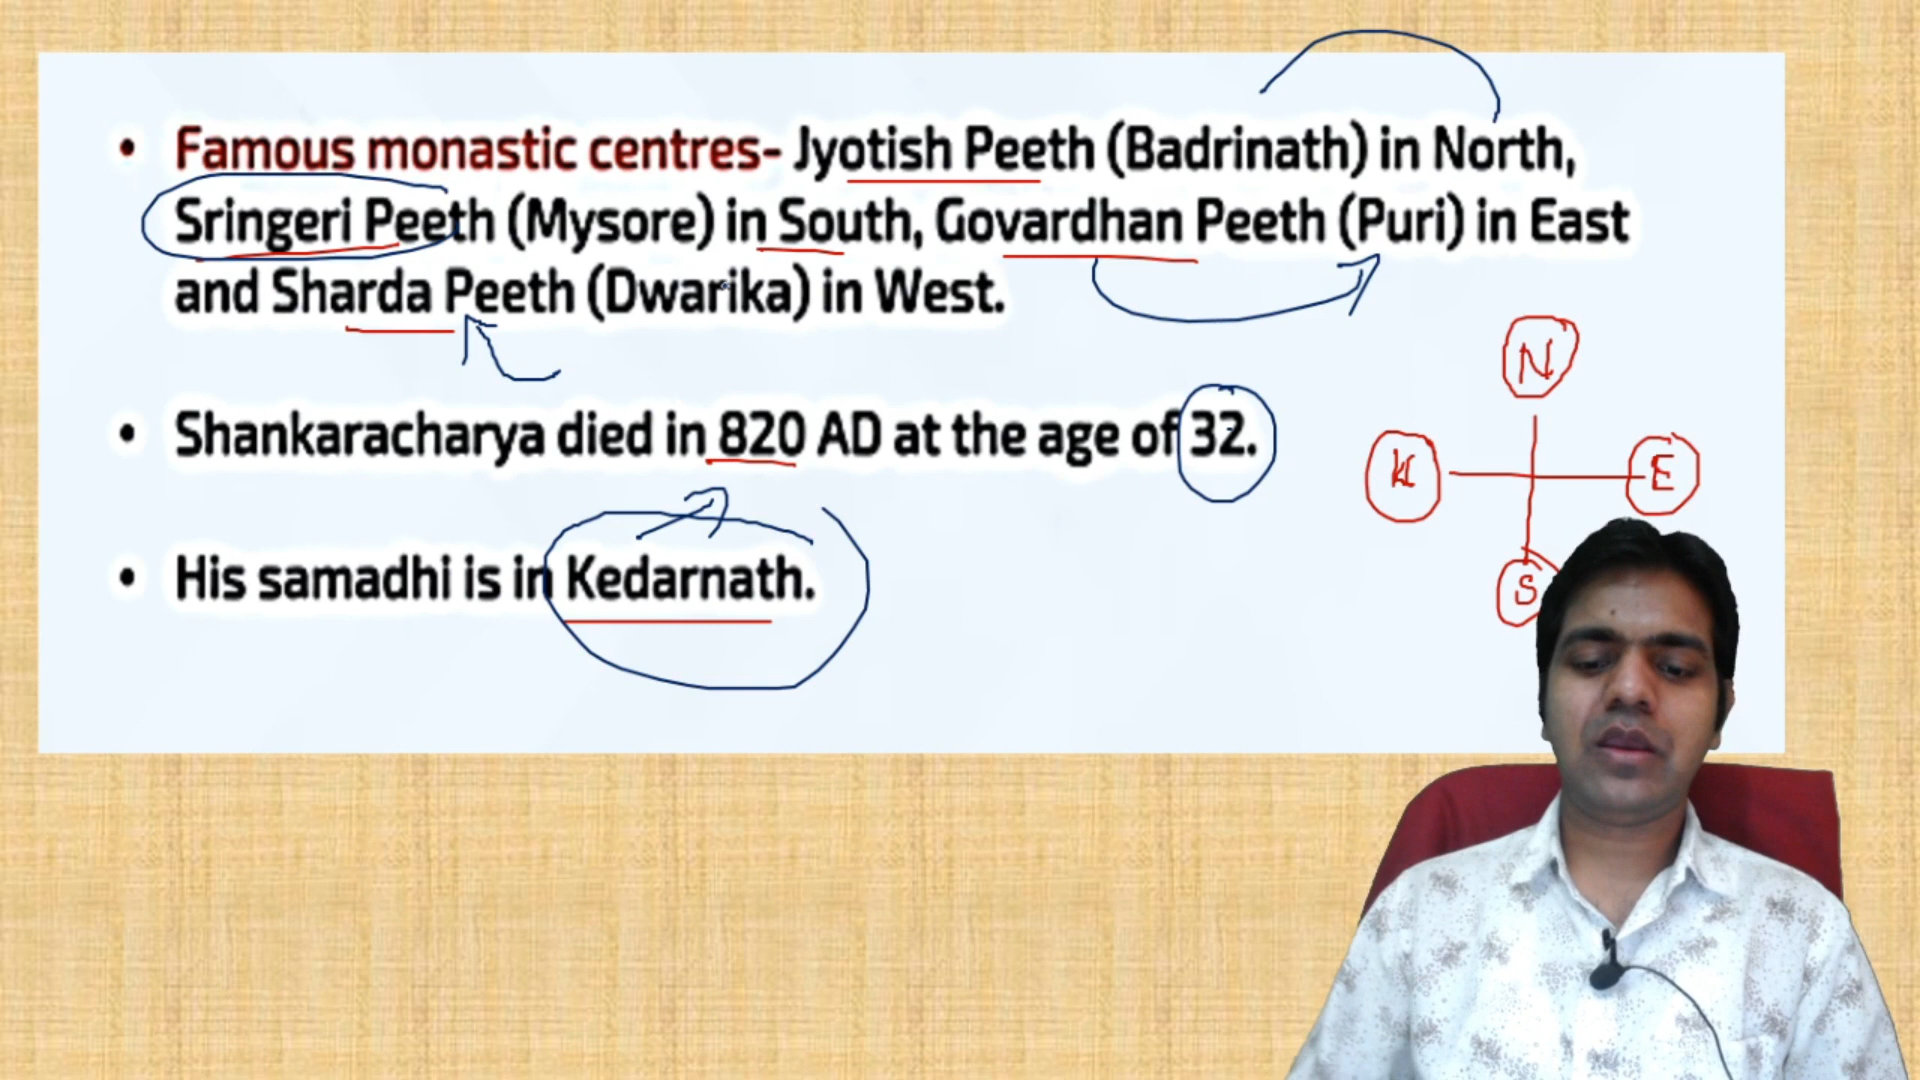 • Famous monastic centres- Jyotish Peeth (Badrinath) in North,
Sringeri Peeth (Mysore) in South, Govardhan Peeth (Puri) in East
and Sharda Peeth (Dwarika) in West.
• Shankaracharya died in 820 AD at the age of 32.
• His samadhi is in Kedarnath.
N
E
S